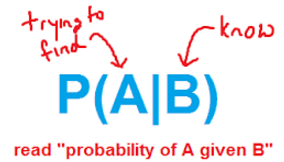 trying to
find
know
P(A|B)
read "probability of A given B"